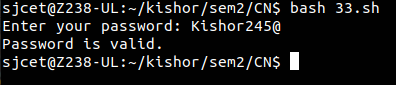 sjcet@Z238-UL:~/kishor/sem2/CN$ bash 33.sh
Enter your password: Kishor245@
Password is valid.
sjcet@Z238-UL:~/kishor/sem2/CN$